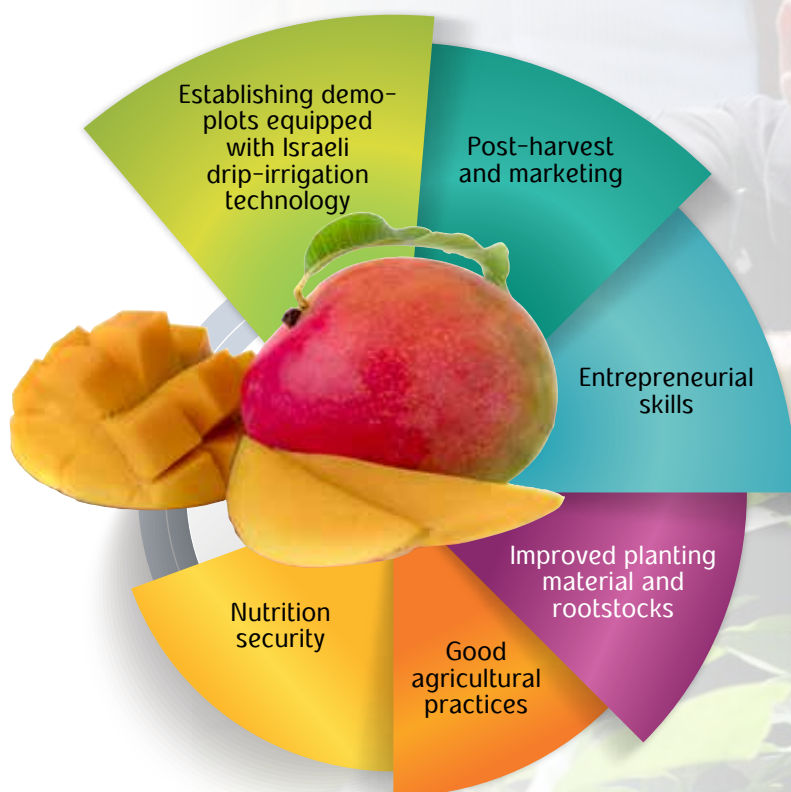 Establishing demo-
plots equipped
with Israeli
drip-irrigation
technology
Post-harvest
and marketing
Entrepreneurial
skills
Improved planting
material and
rootstocks
Good
agricultural
practices
Nutrition
security